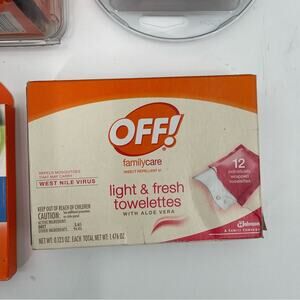 OFF!
familycare
INSECT REPELLENT
REPELS MOSQUITOES
THAT MAY CARRY
WEST NILE VIRUS
12
individually
wrapped
towelettes
light & fresh
towelettes
WITH ALOE VERA
KEEP OUT OF REACH OF CHILDREN
CAUTION
NET WT. 0.123 OZ. EACH, TOTAL NET WT. 1.476 OZ.
Johnson
A FAMILY COMPANY